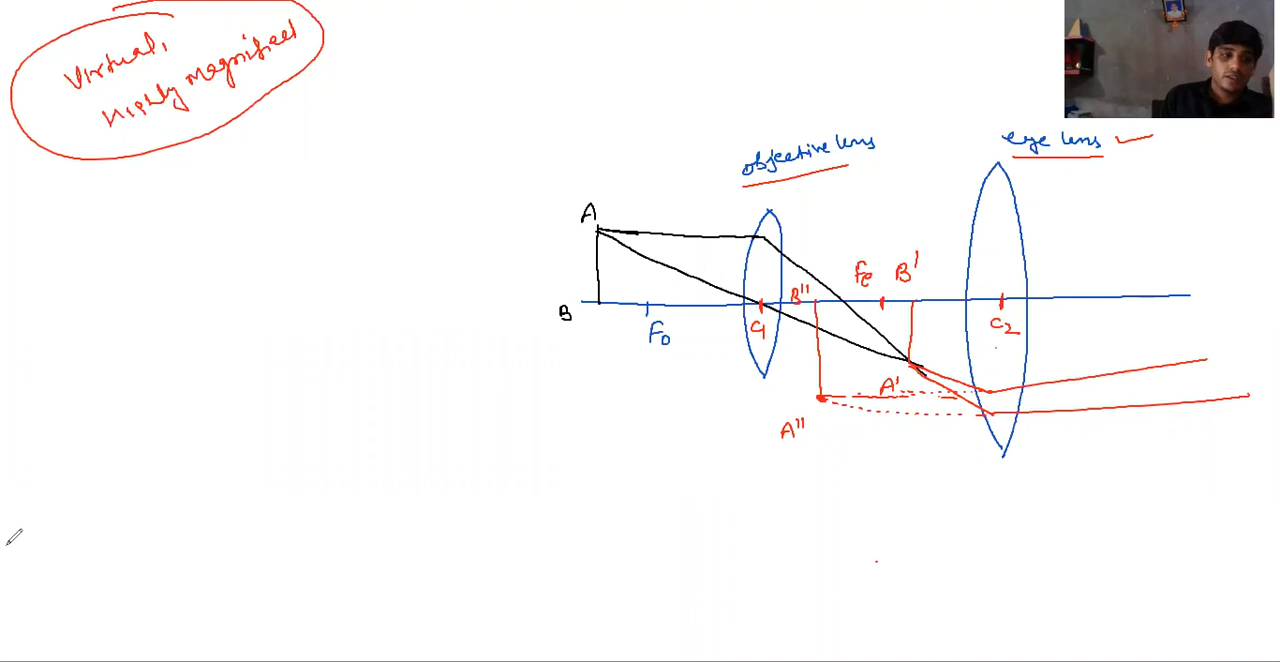 Virtual,
Highly Magnified
objective lens
eye lens
A
B
F₀
C₁
B"
fe
B'
C₂
A'
A"